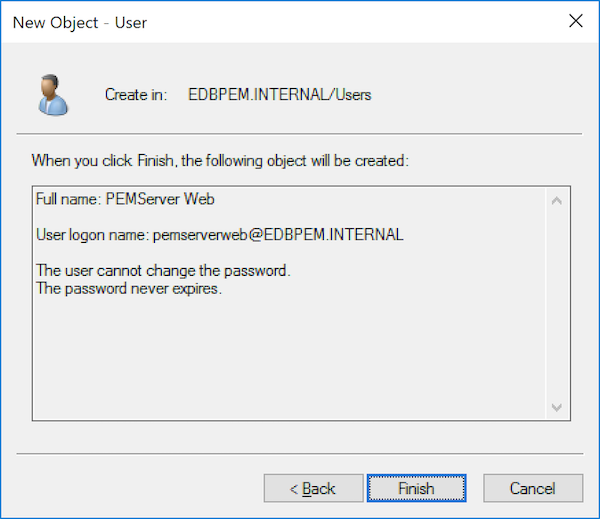 New Object - User
Create in: EDBPEM.INTERNAL/Users
When you click Finish, the following object will be created:
Full name: PEMServer Web
User logon name: pemserverweb@EDBPEM.INTERNAL
The user cannot change the password.
The password never expires.
< Back Finish Cancel